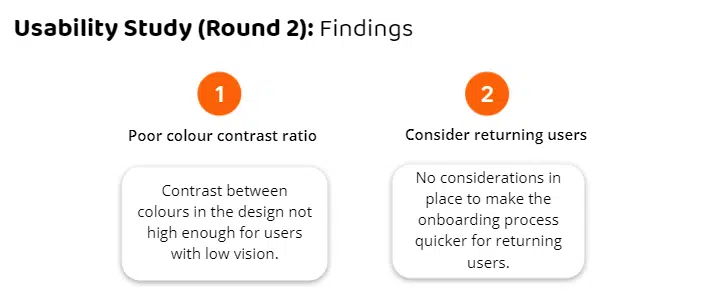 Usability Study (Round 2): Findings
1
Poor colour contrast ratio
Contrast between
colours in the design not
high enough for users
with low vision.
2
Consider returning users
No considerations in
place to make the
onboarding process
quicker for returning
users.